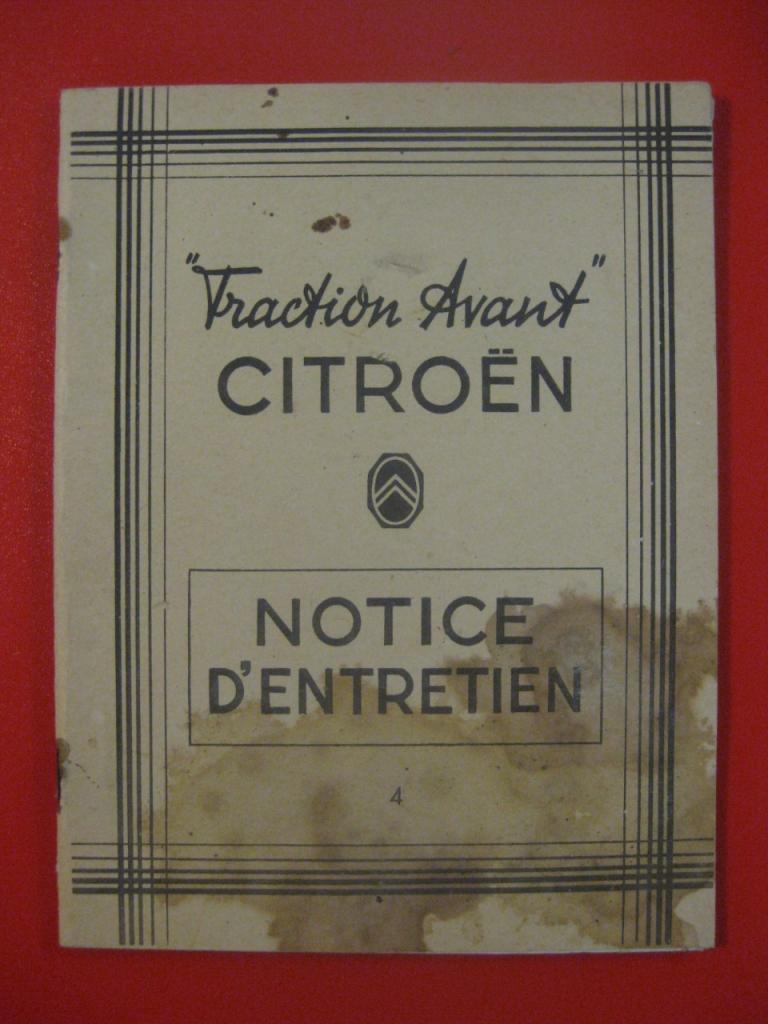 "Traction Avant"
CITROËN
NOTICE
D'ENTRETIEN
4